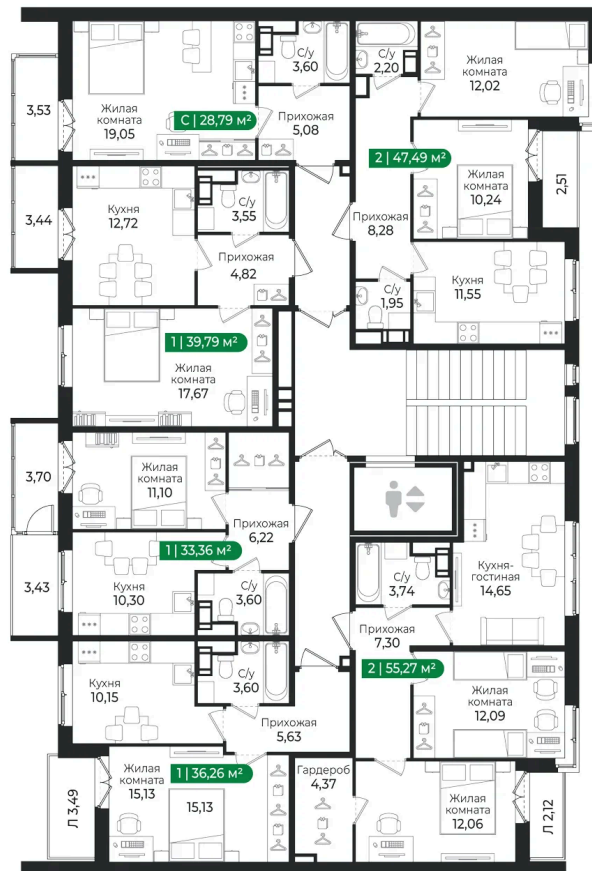 3,53
Жилая
комната
19,05
С/у
3,60
С | 28,79 м²
Прихожая
5,08
С/у
2,20
Жилая
комната
12,02
2 | 47,49 м²
Жилая
комната
10,24
2,51
3,44
Кухня
12,72
С/у
3,55
Прихожая
4,82
Прихожая
8,28
С/у
1,95
Кухня
11,55
1 | 39,79 м²
Жилая
комната
17,67
3,70
Жилая
комната
11,10
Прихожая
6,22
1 | 33,36 м²
3,43
Кухня
10,30
С/у
3,60
С/у
3,74
Кухня-
гостиная
14,65
Прихожая
7,30
2 | 55,27 м²
Кухня
10,15
С/у
3,60
Прихожая
5,63
Жилая
комната
12,09
Л 3,49
Жилая
комната
15,13
1 | 36,26 м²
15,13
Гардероб
4,37
Жилая
комната
12,06
Л 2,12